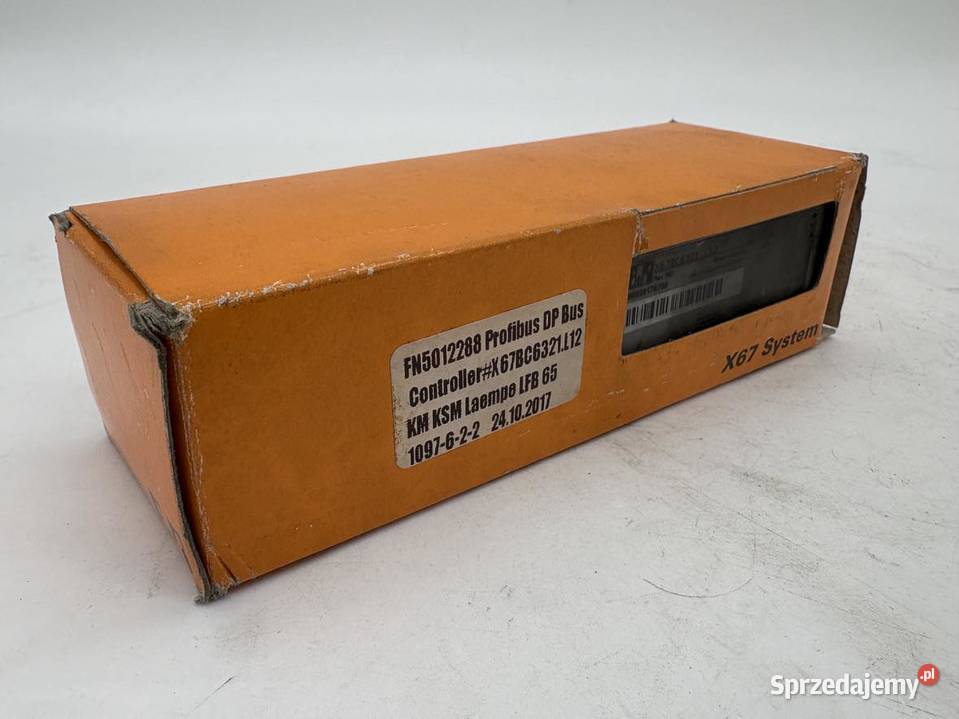 FN5012288 Profibus DP Bus
Controller#X67BC6321.L12
KM KSM Laempe LFB 65
1097-6-2-2 24.10.2017
X67 System
Sprzedajemy.pl